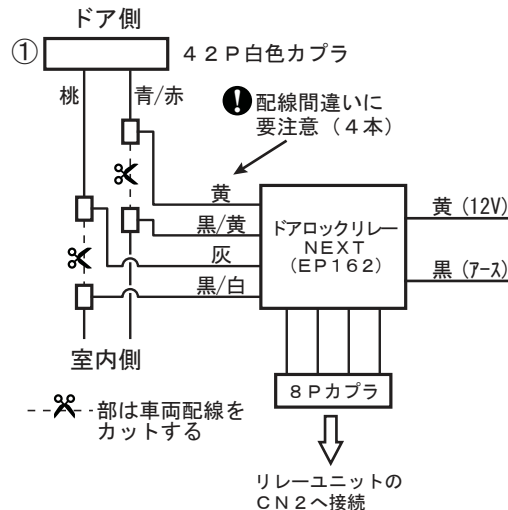 ドア側
① 42P白色カプラ
桃 青/赤
配線間違いに
要注意(4本)
黄
黒/黄
灰
黒/白
ドアロックリレー
NEXT
(EP162)
黄 (12V)
黒 (アース)
室内側
8Pカプラ
部は車両配線を
カットする
リレーユニットの
CN2へ接続